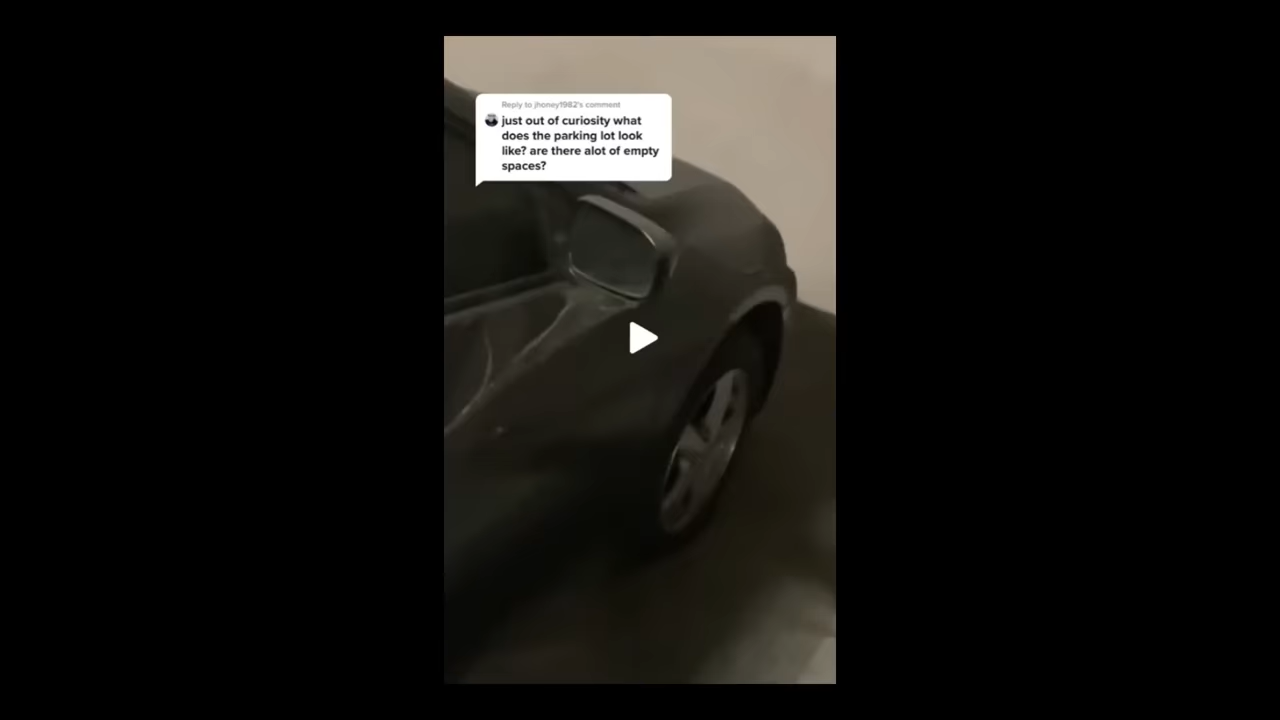 Reply to jhoney1982's comment
just out of curiosity what
does the parking lot look
like? are there alot of empty
spaces?